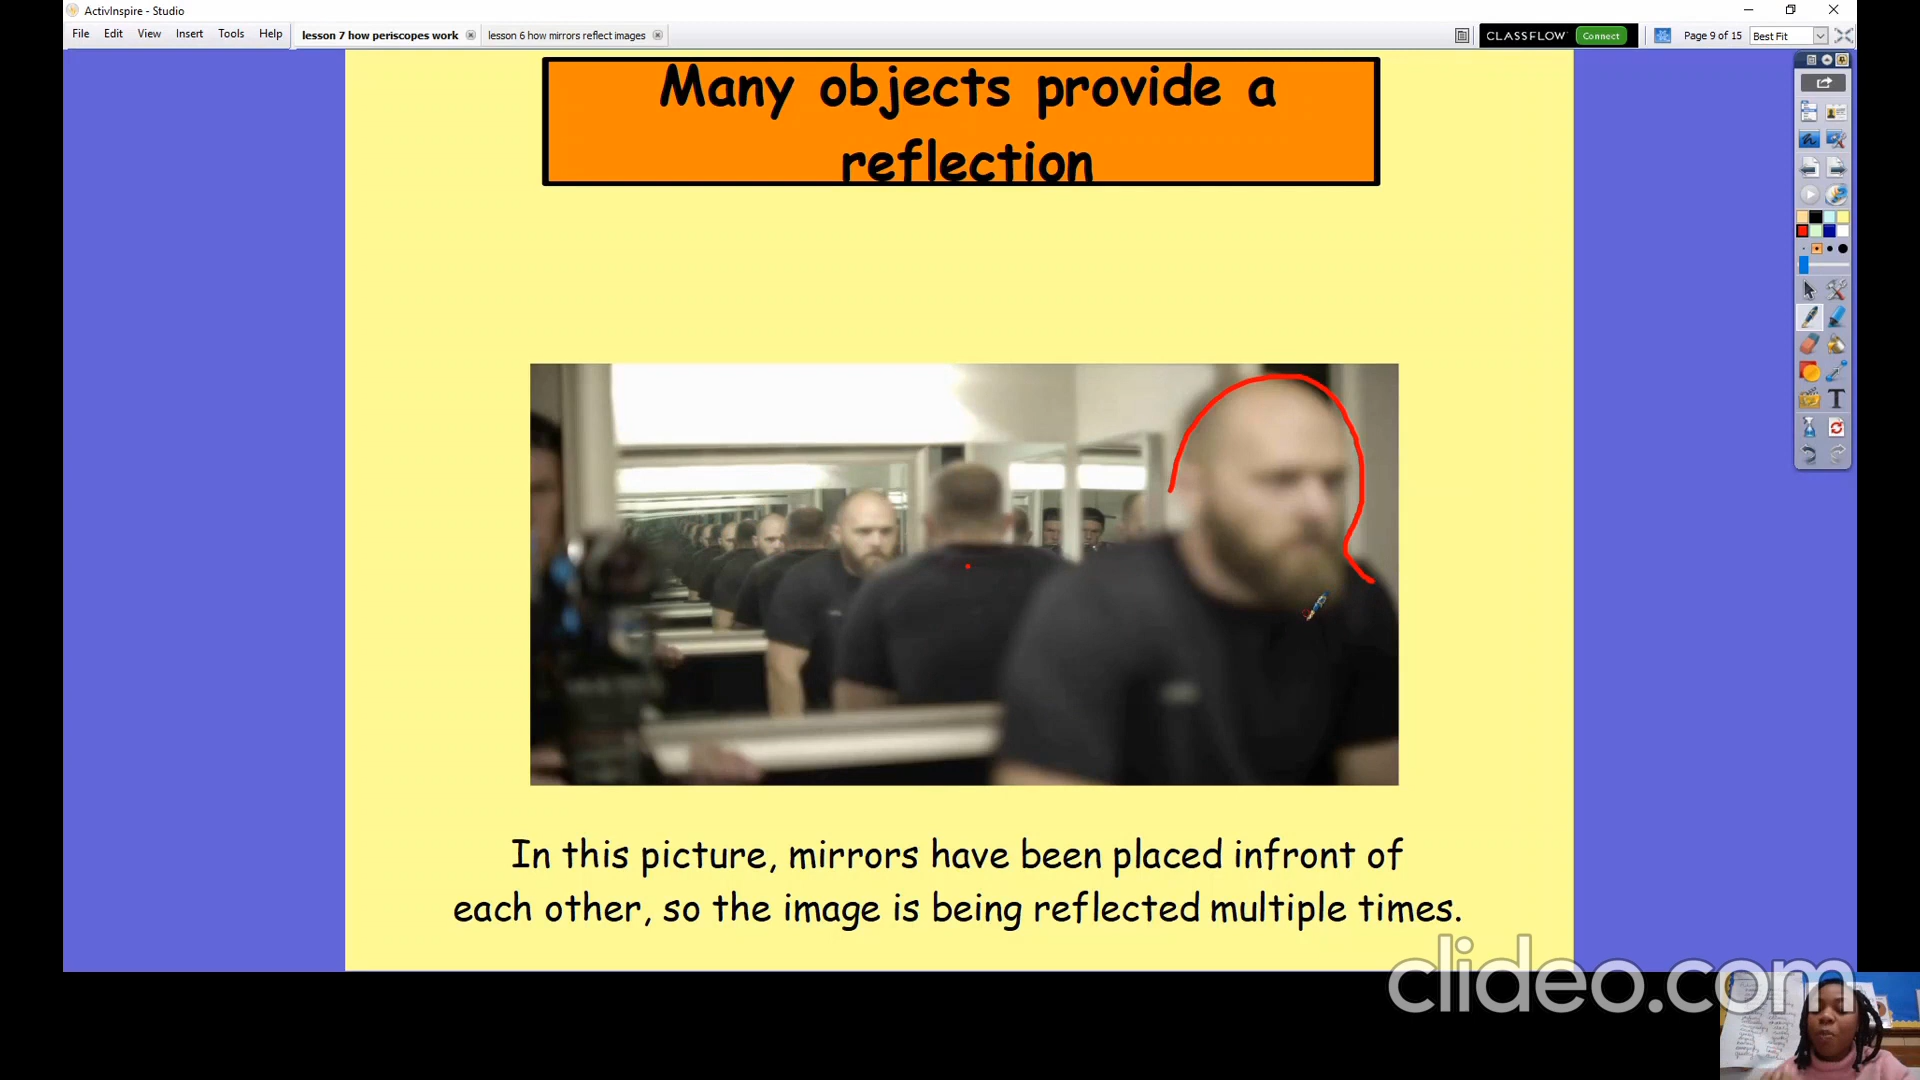 ActivInspire - Studio
File Edit View Insert Tools Help
lesson 7 how periscopes work
lesson 6 how mirrors reflect images
CLASSFLOW
Connect
Page 9 of 15
Best Fit
Many objects provide a
reflection
In this picture, mirrors have been placed infront of
each other, so the image is being reflected multiple times.
clideo.com